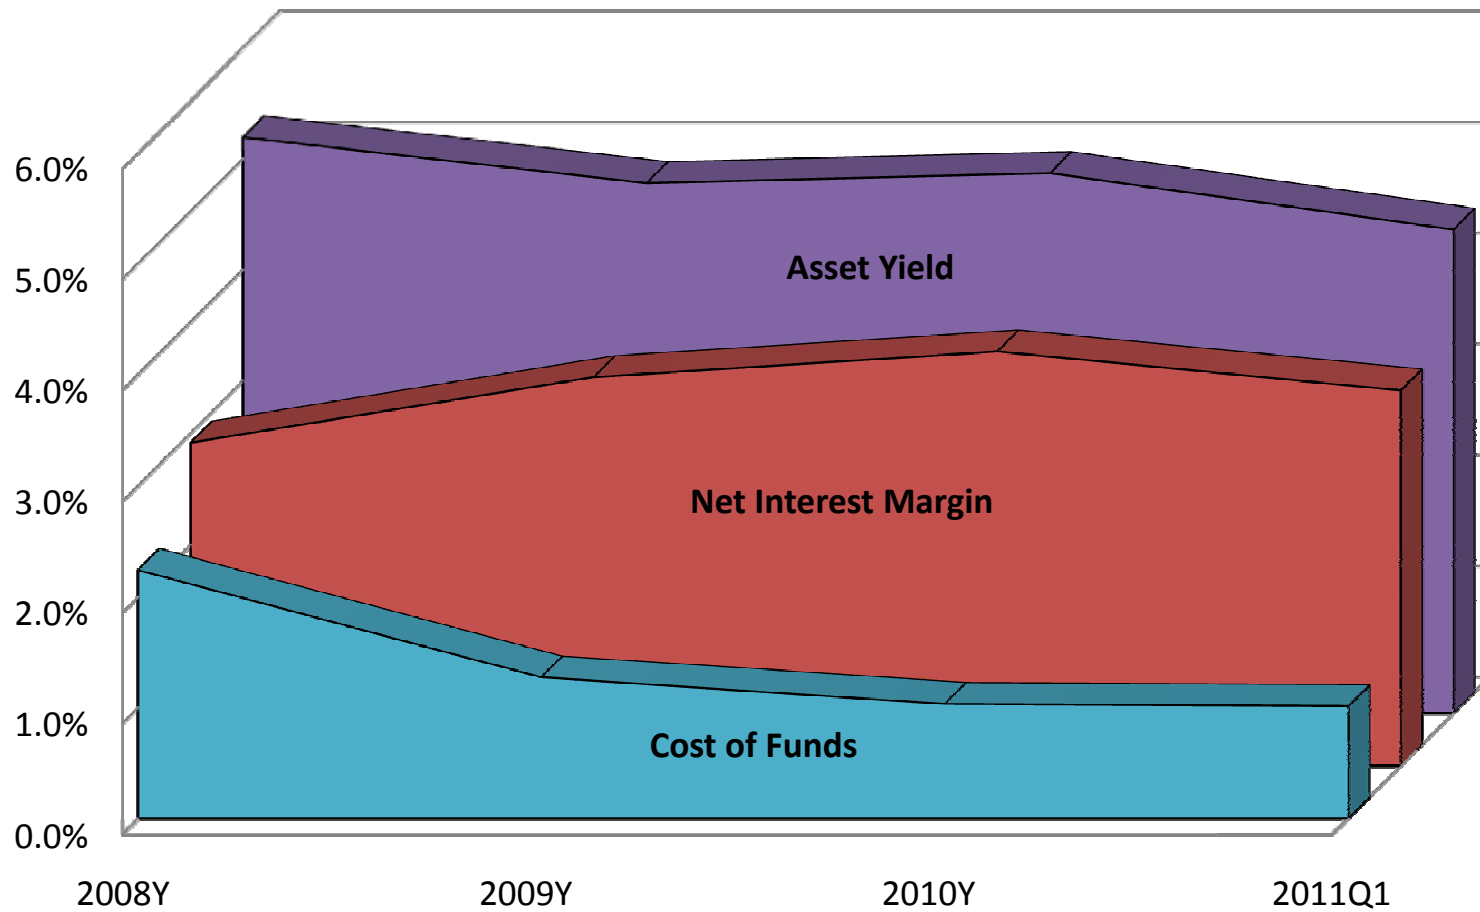 6.0%
5.0%
4.0%
3.0%
2.0%
1.0%
0.0%
Asset Yield
Net Interest Margin
Cost of Funds
2008Y
2009Y
2010Y
2011Q1